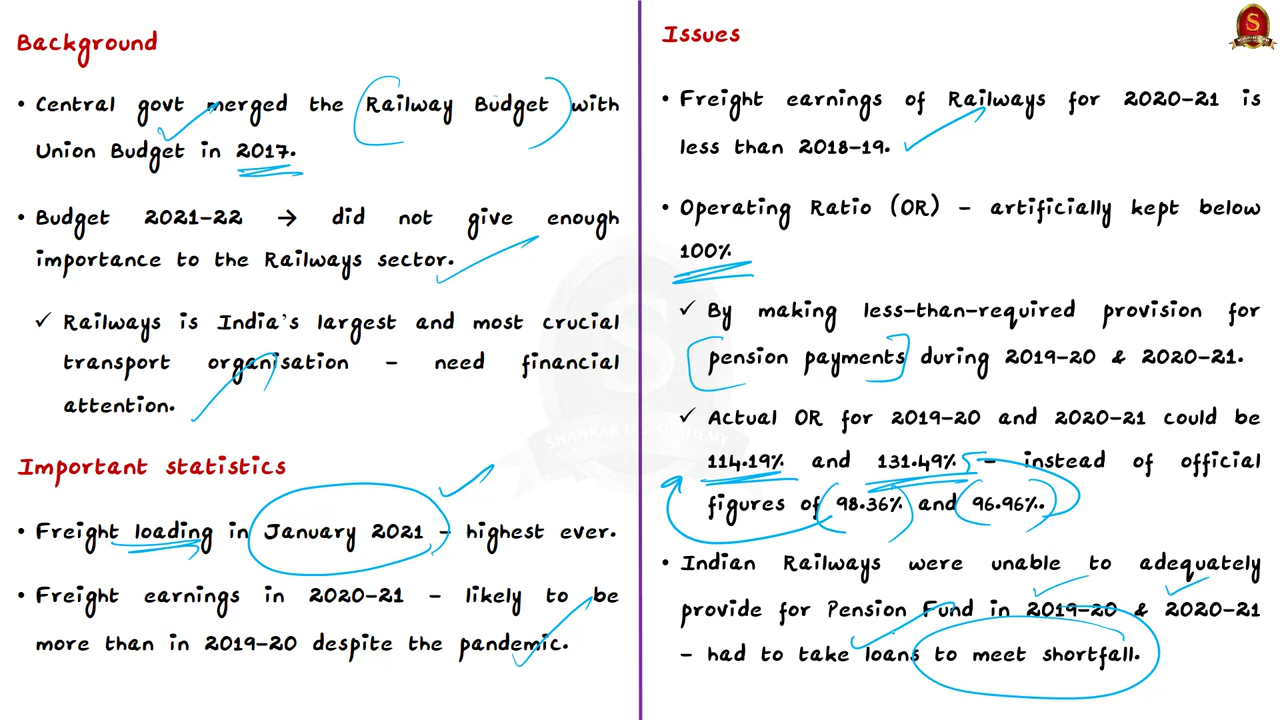 Background
• Central govt merged the Railway Budget with
Union Budget in 2017.
• Budget 2021-22 → did not give enough
importance to the Railways sector.
✓ Railways is India's largest and most crucial
transport organisation - need financial
attention.
Important statistics
• Freight loading in January 2021 - highest ever.
• Freight earnings in 2020-21 - likely to be
more than in 2019-20 despite the pandemic.
Issues
• Freight earnings of Railways for 2020-21 is
less than 2018-19.
• Operating Ratio (OR) - artificially kept below
100%
✓ By making less-than-required provision for
pension payments during 2019-20 & 2020-21.
✓ Actual OR for 2019-20 and 2020-21 could be
114.19% and 131.49% - instead of official
figures of 98.36% and 96.96%.
• Indian Railways were unable to adequately
provide for Pension Fund in 2019-20 & 2020-21
- had to take loans to meet shortfall.
S
SHANKAR IAS ACADEMY